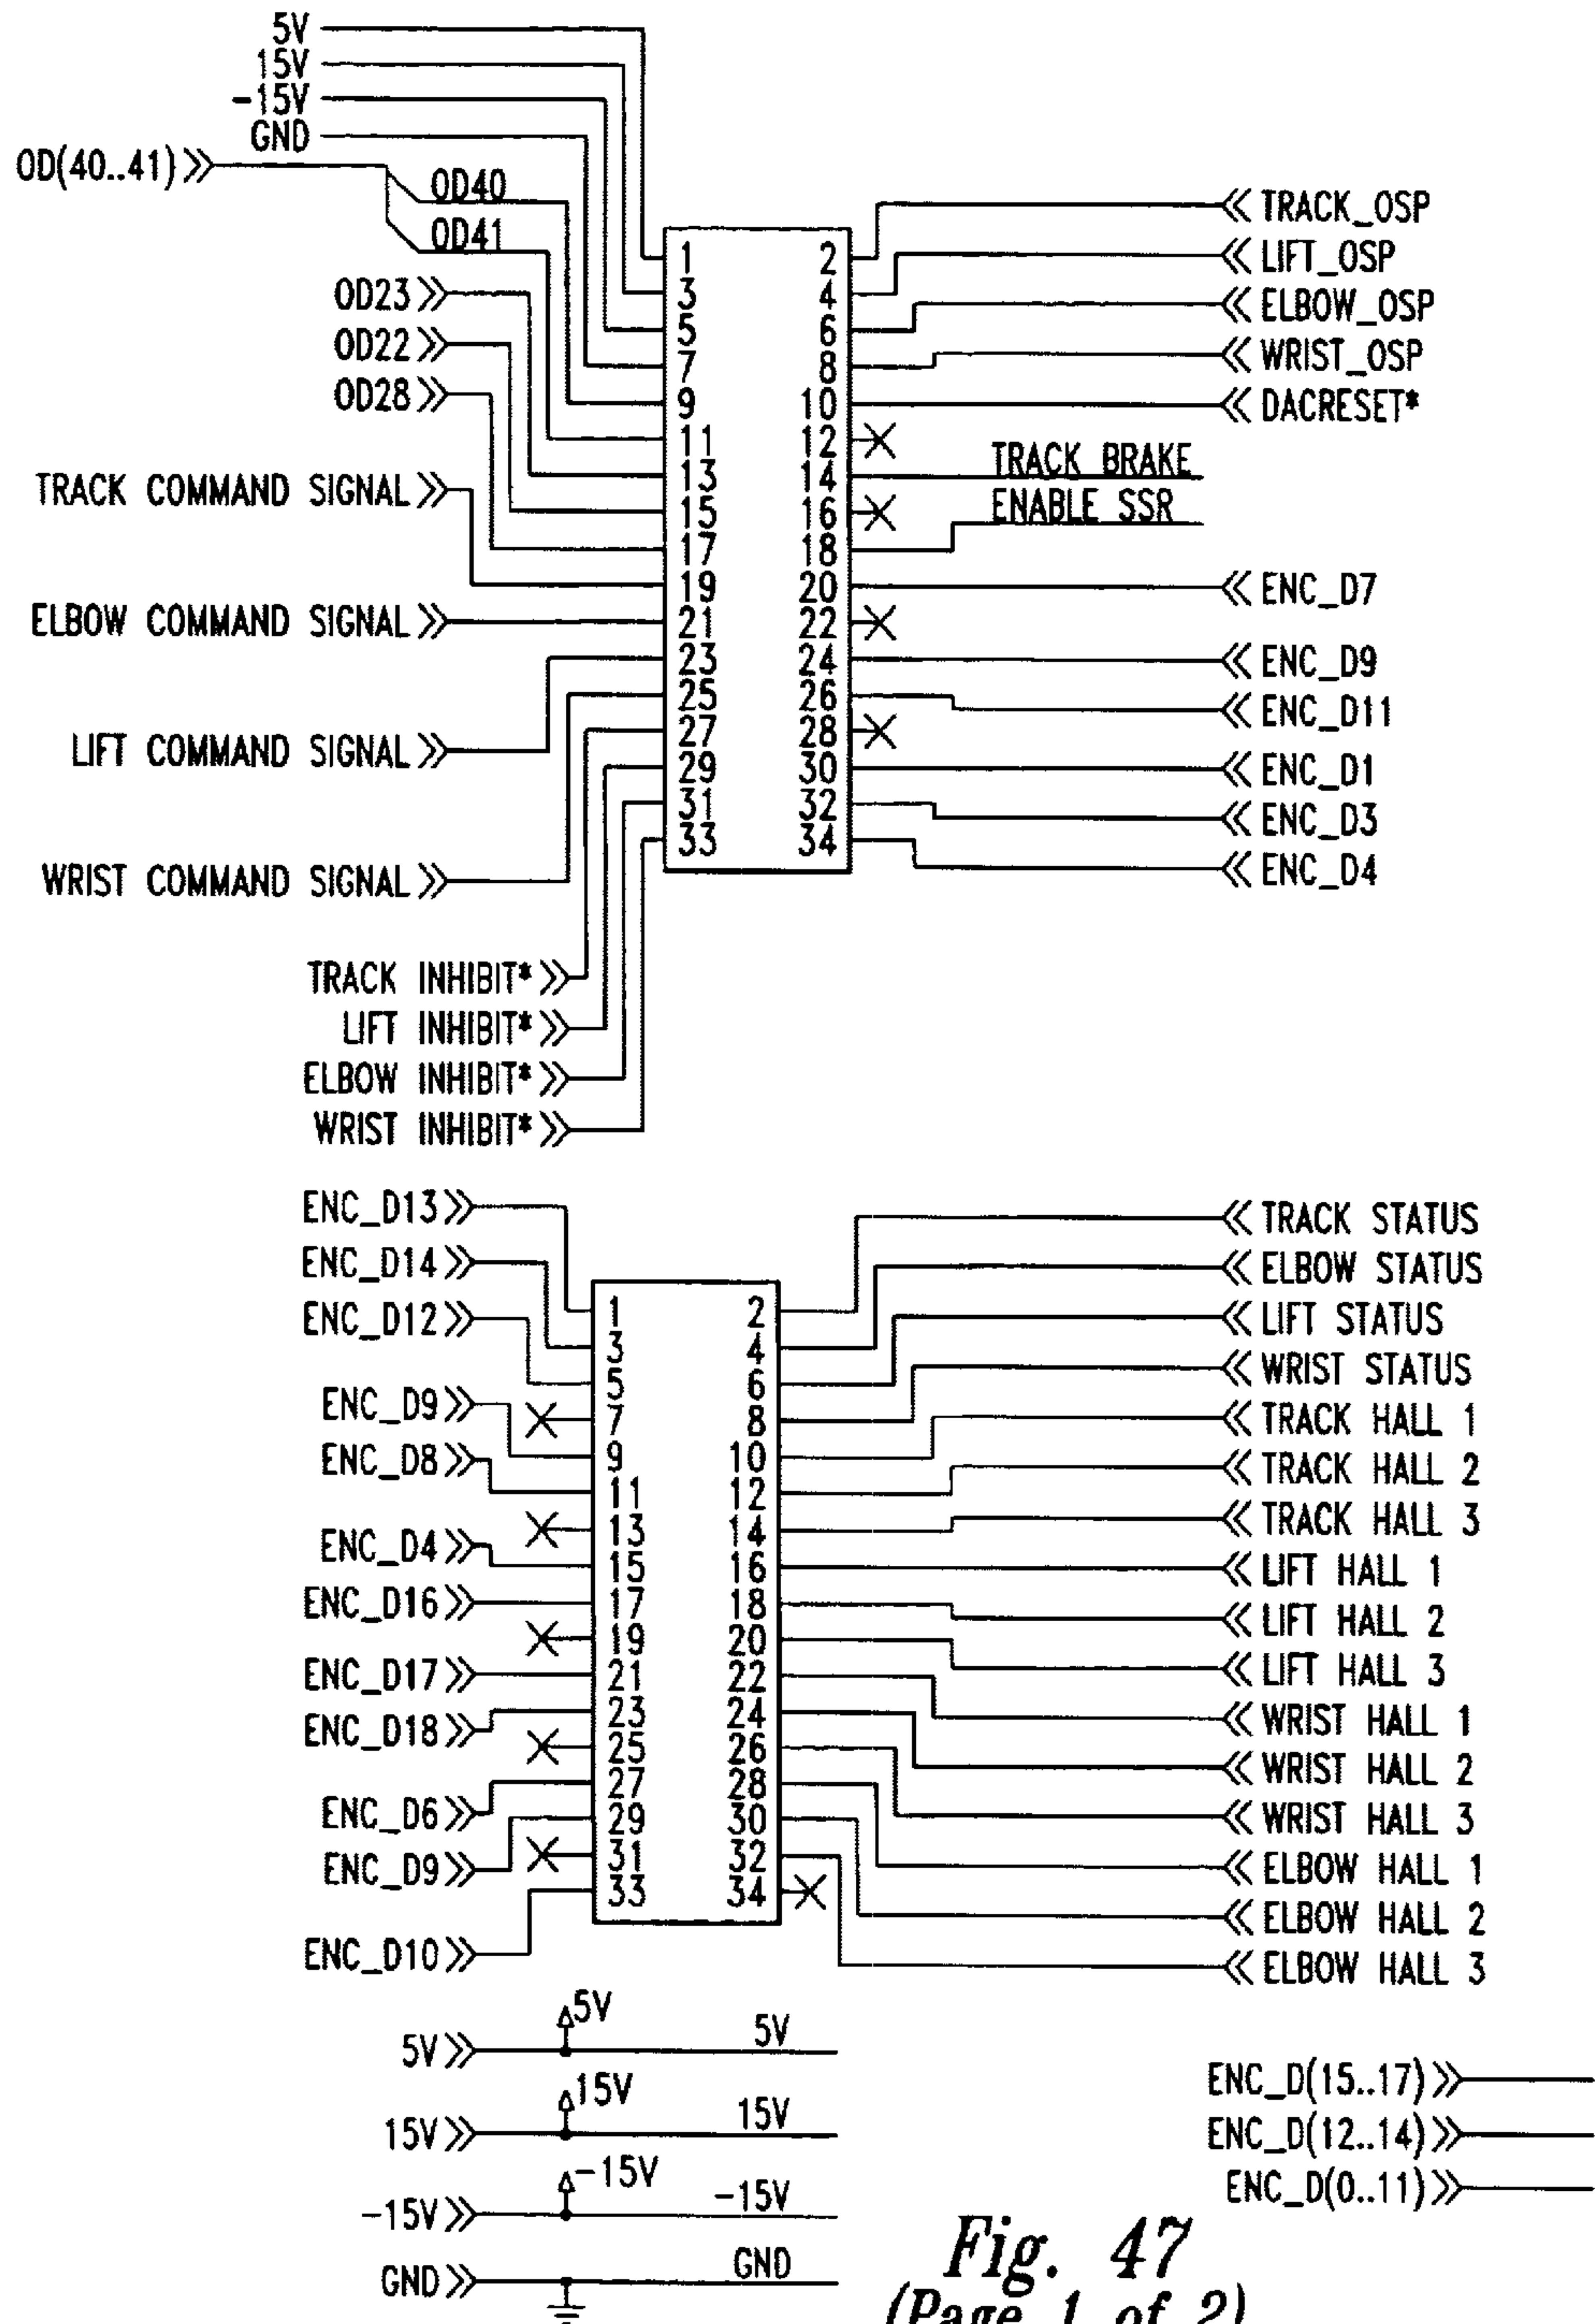 5V
15V
-15V
GND
OD(40..41)
OD40
OD41
OD23
OD22
OD28
TRACK COMMAND SIGNAL
ELBOW COMMAND SIGNAL
LIFT COMMAND SIGNAL
WRIST COMMAND SIGNAL
TRACK INHIBIT*
LIFT INHIBIT*
ELBOW INHIBIT*
WRIST INHIBIT*
1 2
3 4
5 6
7 8
9 10
11 12
13 14
15 16
17 18
19 20
21 22
23 24
25 26
27 28
29 30
31 32
33 34
TRACK_OSP
LIFT_OSP
ELBOW_OSP
WRIST_OSP
DACRESET*
TRACK BRAKE
ENABLE SSR
ENC_D7
ENC_D9
ENC_D11
ENC_D1
ENC_D3
ENC_D4
ENC_D13
ENC_D14
ENC_D12
ENC_D9
ENC_D8
ENC_D4
ENC_D16
ENC_D17
ENC_D18
ENC_D6
ENC_D9
ENC_D10
1 2
3 4
5 6
7 8
9 10
11 12
13 14
15 16
17 18
19 20
21 22
23 24
25 26
27 28
29 30
31 32
33 34
TRACK STATUS
ELBOW STATUS
LIFT STATUS
WRIST STATUS
TRACK HALL 1
TRACK HALL 2
TRACK HALL 3
LIFT HALL 1
LIFT HALL 2
LIFT HALL 3
WRIST HALL 1
WRIST HALL 2
WRIST HALL 3
ELBOW HALL 1
ELBOW HALL 2
ELBOW HALL 3
5V 5V 5V
15V 15V 15V
-15V -15V -15V
GND GND
ENC_D(15..17)
ENC_D(12..14)
ENC_D(0..11)
Fig. 47
(Page 1 of 2)